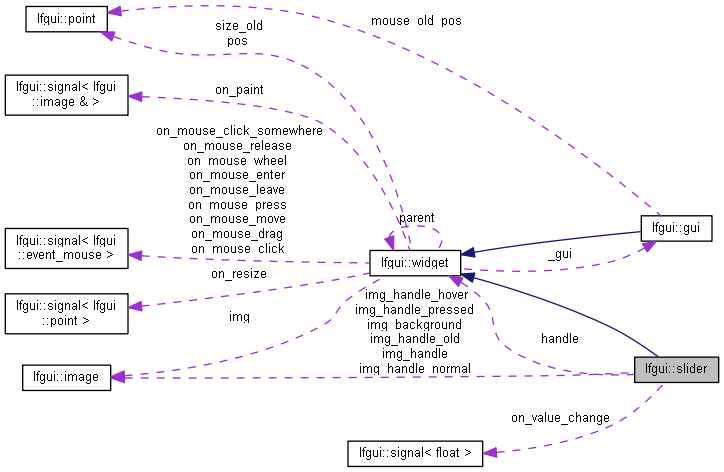 lfgui::point
size_old
pos
mouse_old_pos
lfgui::signal< lfgui
::image & >
on_paint
on_mouse_click_somewhere
on_mouse_release
on_mouse_wheel
on_mouse_enter
on_mouse_leave
on_mouse_press
on_mouse_move
on_mouse_drag
on_mouse_click
parent
lfgui::gui
lfgui::signal< lfgui
::event_mouse >
lfgui::widget
_gui
on_resize
lfgui::signal< lfgui
::point >
img
img_handle_hover
img_handle_pressed
img_background
img_handle_old
img_handle
img_handle_normal
handle
lfgui::image
lfgui::slider
on_value_change
lfgui::signal< float >